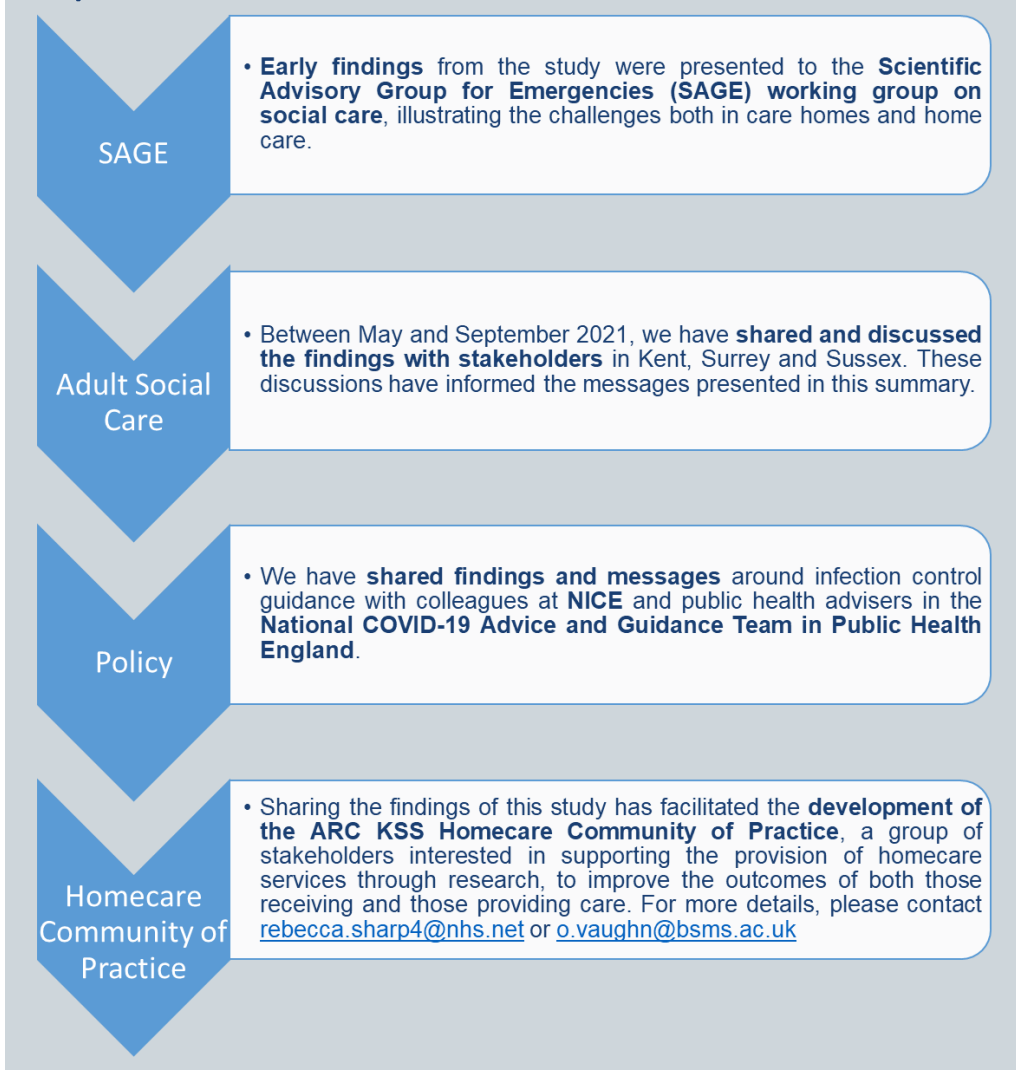 SAGE
• Early findings from the study were presented to the Scientific
Advisory Group for Emergencies (SAGE) working group on
social care, illustrating the challenges both in care homes and home
care.
Adult Social
Care
• Between May and September 2021, we have shared and discussed
the findings with stakeholders in Kent, Surrey and Sussex. These
discussions have informed the messages presented in this summary.
Policy
• We have shared findings and messages around infection control
guidance with colleagues at NICE and public health advisers in the
National COVID-19 Advice and Guidance Team in Public Health
England.
Homecare
Community of
Practice
• Sharing the findings of this study has facilitated the development of
the ARC KSS Homecare Community of Practice, a group of
stakeholders interested in supporting the provision of homecare
services through research, to improve the outcomes of both those
receiving and those providing care. For more details, please contact
rebecca.sharp4@nhs.net or o.vaughn@bsms.ac.uk